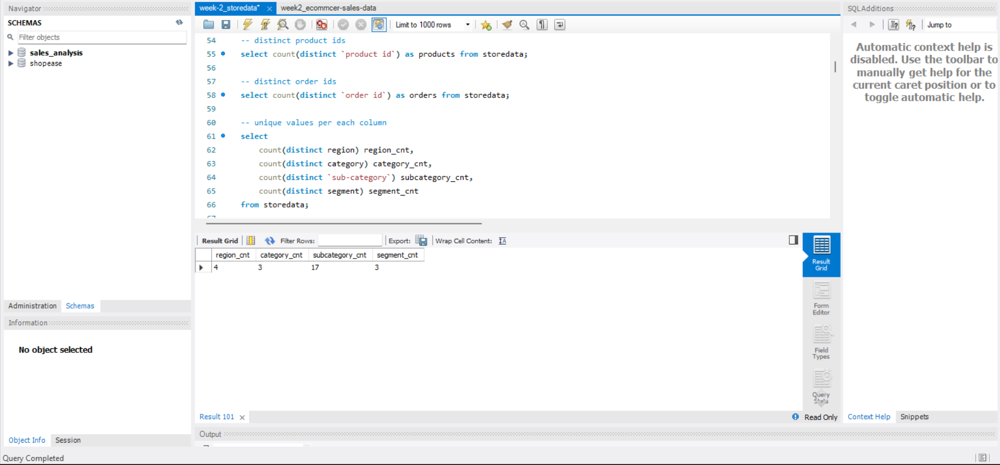 Navigator
SCHEMAS
Filter objects
sales_analysis
shopease
Administration Schemas
Information
No object selected
Object Info Session
Query Completed
week-2_storedata* week2_ecommcer-sales-data
Limit to 1000 rows
54 -- distinct product ids
55 select count(distinct `product id`) as products from storedata;
56
57 -- distinct order ids
58 select count(distinct `order id`) as orders from storedata;
59
60 -- unique values per each column
61 select
62 count(distinct region) region_cnt,
63 count(distinct category) category_cnt,
64 count(distinct `sub-category`) subcategory_cnt,
65 count(distinct segment) segment_cnt
66 from storedata;
67
Result Grid Filter Rows: Export: Wrap Cell Content:
region_cnt category_cnt subcategory_cnt segment_cnt
4 3 17 3
Result
Grid
Form
Editor
Field
Types
Query
Stats
Result 101 Read Only
Output
SQLAdditions
Jump to
Automatic context help is
disabled. Use the toolbar to
manually get help for the
current caret position or to
toggle automatic help.
Context Help Snippets